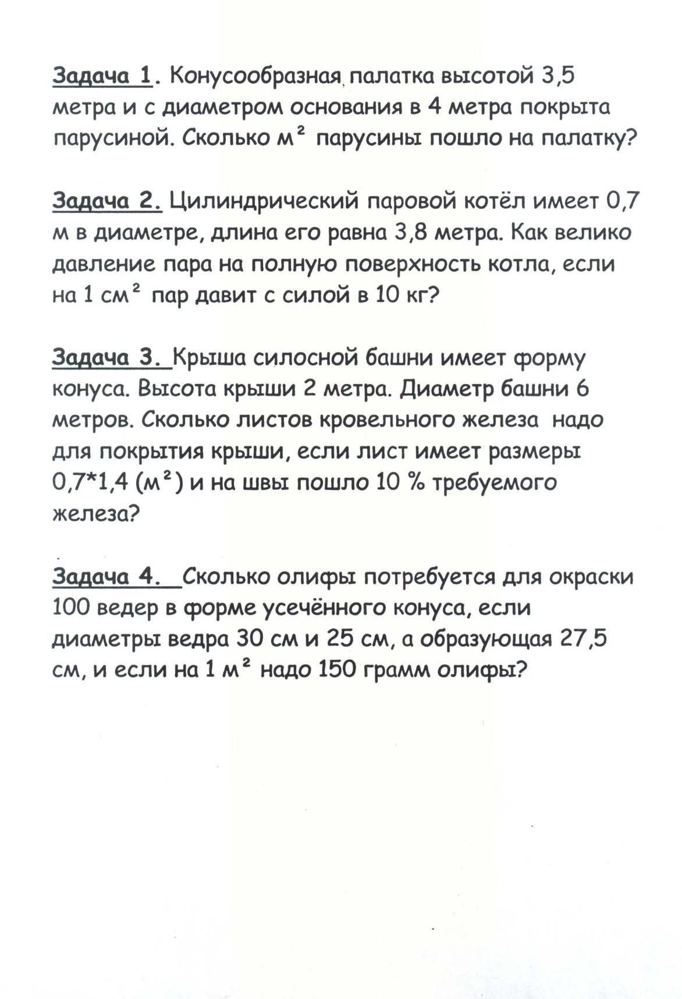 Задача 1. Конусообразная палатка высотой 3,5
метра и с диаметром основания в 4 метра покрыта
парусиной. Сколько м² парусины пошло на палатку?
Задача 2. Цилиндрический паровой котёл имеет 0,7
м в диаметре, длина его равна 3,8 метра. Как велико
давление пара на полную поверхность котла, если
на 1 см² пар давит с силой в 10 кг?
Задача 3. Крыша силосной башни имеет форму
конуса. Высота крыши 2 метра. Диаметр башни 6
метров. Сколько листов кровельного железа надо
для покрытия крыши, если лист имеет размеры
0,7*1,4 (м²) и на швы пошло 10 % требуемого
железа?
Задача 4. Сколько олифы потребуется для окраски
100 ведер в форме усечённого конуса, если
диаметры ведра 30 см и 25 см, а образующая 27,5
см, и если на 1 м² надо 150 грамм олифы?